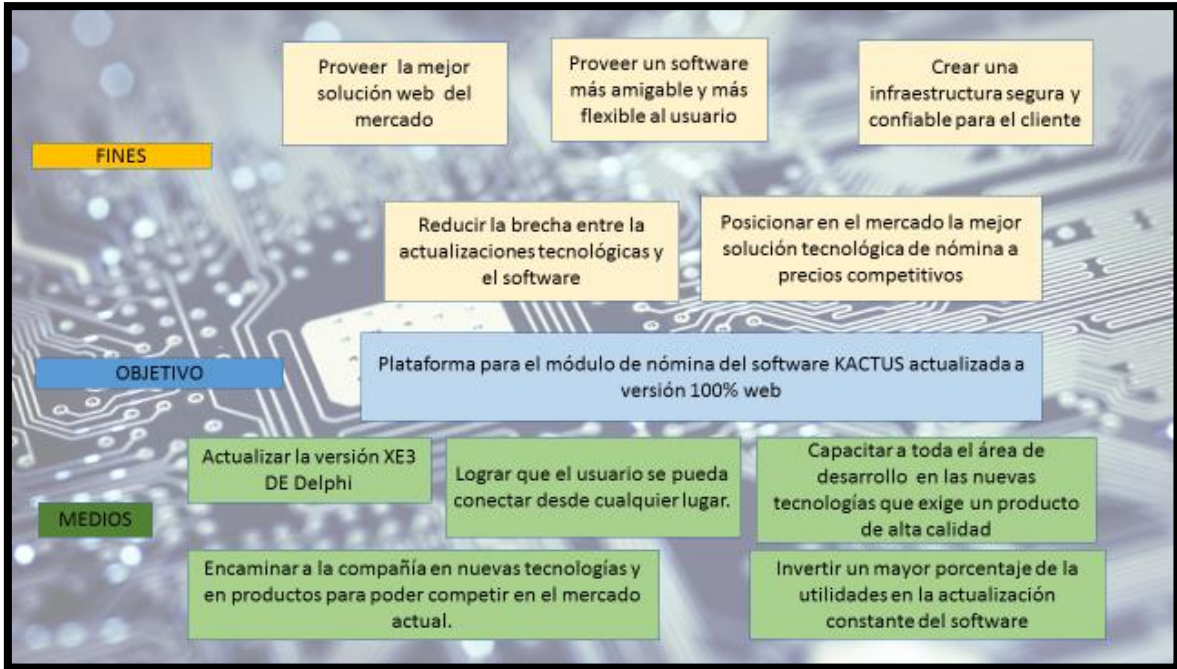 Proveer la mejor
solución web del
mercado
Proveer un software
más amigable y más
flexible al usuario
Crear una
infraestructura segura y
confiable para el cliente
FINES
Reducir la brecha entre la
actualizaciones tecnológicas y
el software
Posicionar en el mercado la mejor
solución tecnológica de nómina a
precios competitivos
OBJETIVO
Plataforma para el módulo de nómina del software KACTUS actualizada a
versión 100% web
Actualizar la versión XE3
DE Delphi
Lograr que el usuario se pueda
conectar desde cualquier lugar.
Capacitar a toda el área de
desarrollo en las nuevas
tecnologías que exige un producto
de alta calidad
MEDIOS
Encaminar a la compañía en nuevas tecnologías y
en productos para poder competir en el mercado
actual.
Invertir un mayor porcentaje de la
utilidades en la actualización
constante del software